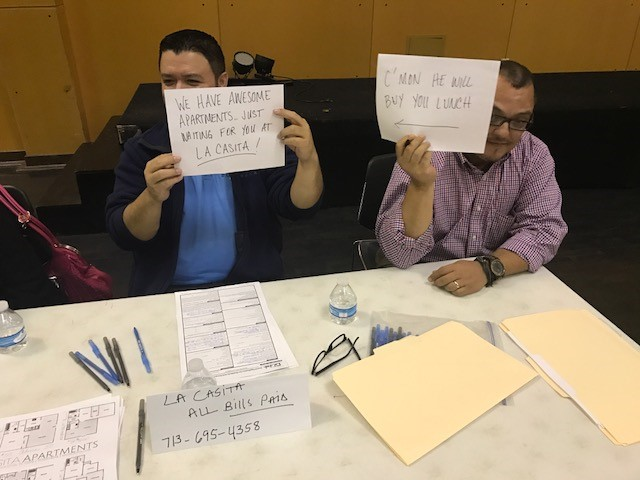 WE HAVE AWESOME
APARTMENTS.. JUST
WAITING FOR YOU AT
LA CASITA!
C'MON HE WILL
BUY YOU LUNCH
LA CASITA
ALL BILLS PAID
713-695-4358
APARTMENTS